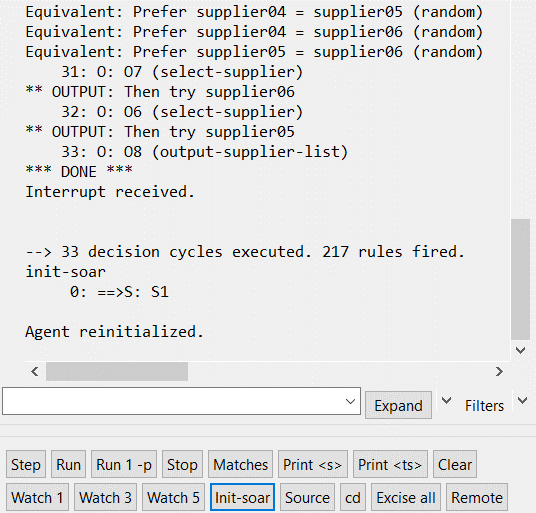 Equivalent: Prefer supplier04 = supplier05 (random)
Equivalent: Prefer supplier04 = supplier06 (random)
Equivalent: Prefer supplier05 = supplier06 (random)
31: O: O7 (select-supplier)
** OUTPUT: Then try supplier06
32: O: O6 (select-supplier)
** OUTPUT: Then try supplier05
33: O: O8 (output-supplier-list)
*** DONE ***
Interrupt received.
--> 33 decision cycles executed. 217 rules fired.
init-soar
0: ==>S: S1
Agent reinitialized.
Expand Filters
Step Run Run 1 -p Stop Matches Print <s> Print <ts> Clear
Watch 1 Watch 3 Watch 5 Init-soar Source cd Excise all Remote